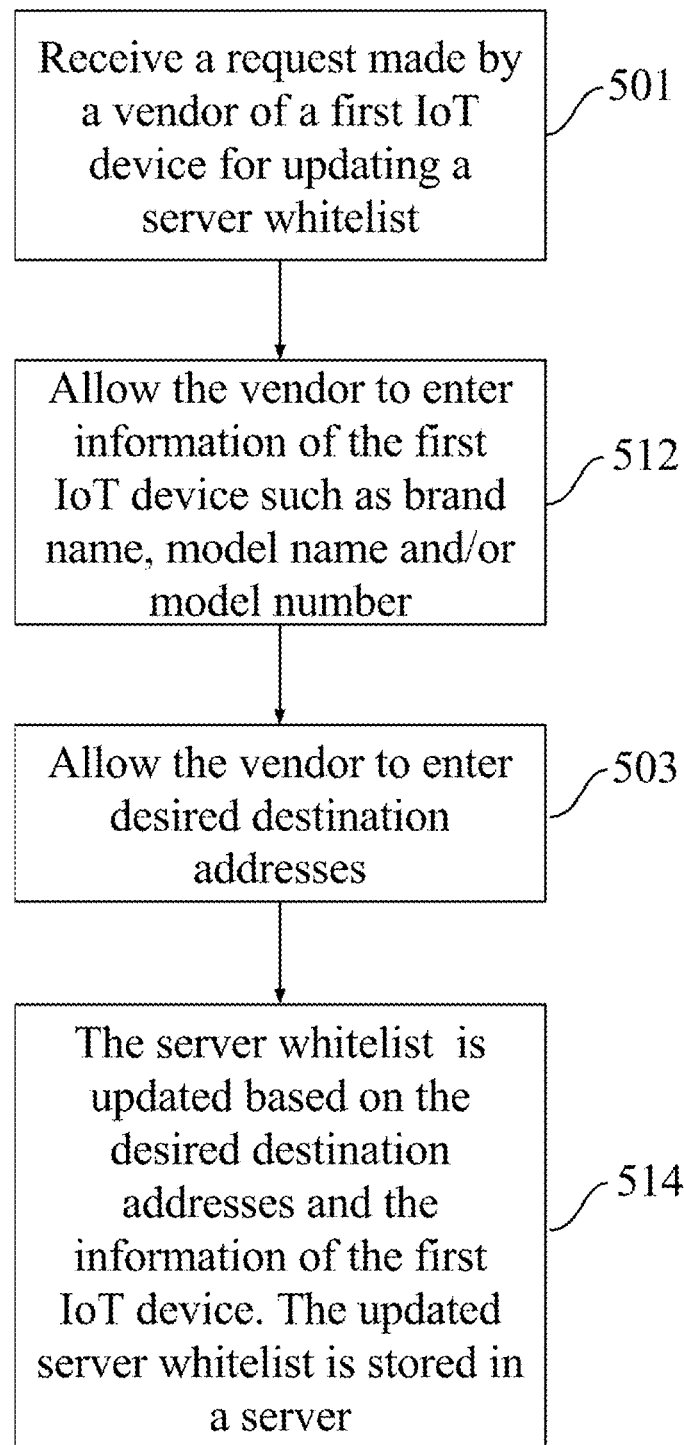 Receive a request made by
a vendor of a first IoT
device for updating a
server whitelist
501
Allow the vendor to enter
information of the first
IoT device such as brand
name, model name and/or
model number
512
Allow the vendor to enter
desired destination
addresses
503
The server whitelist is
updated based on the
desired destination
addresses and the
information of the first
IoT device. The updated
server whitelist is stored in
a server
514